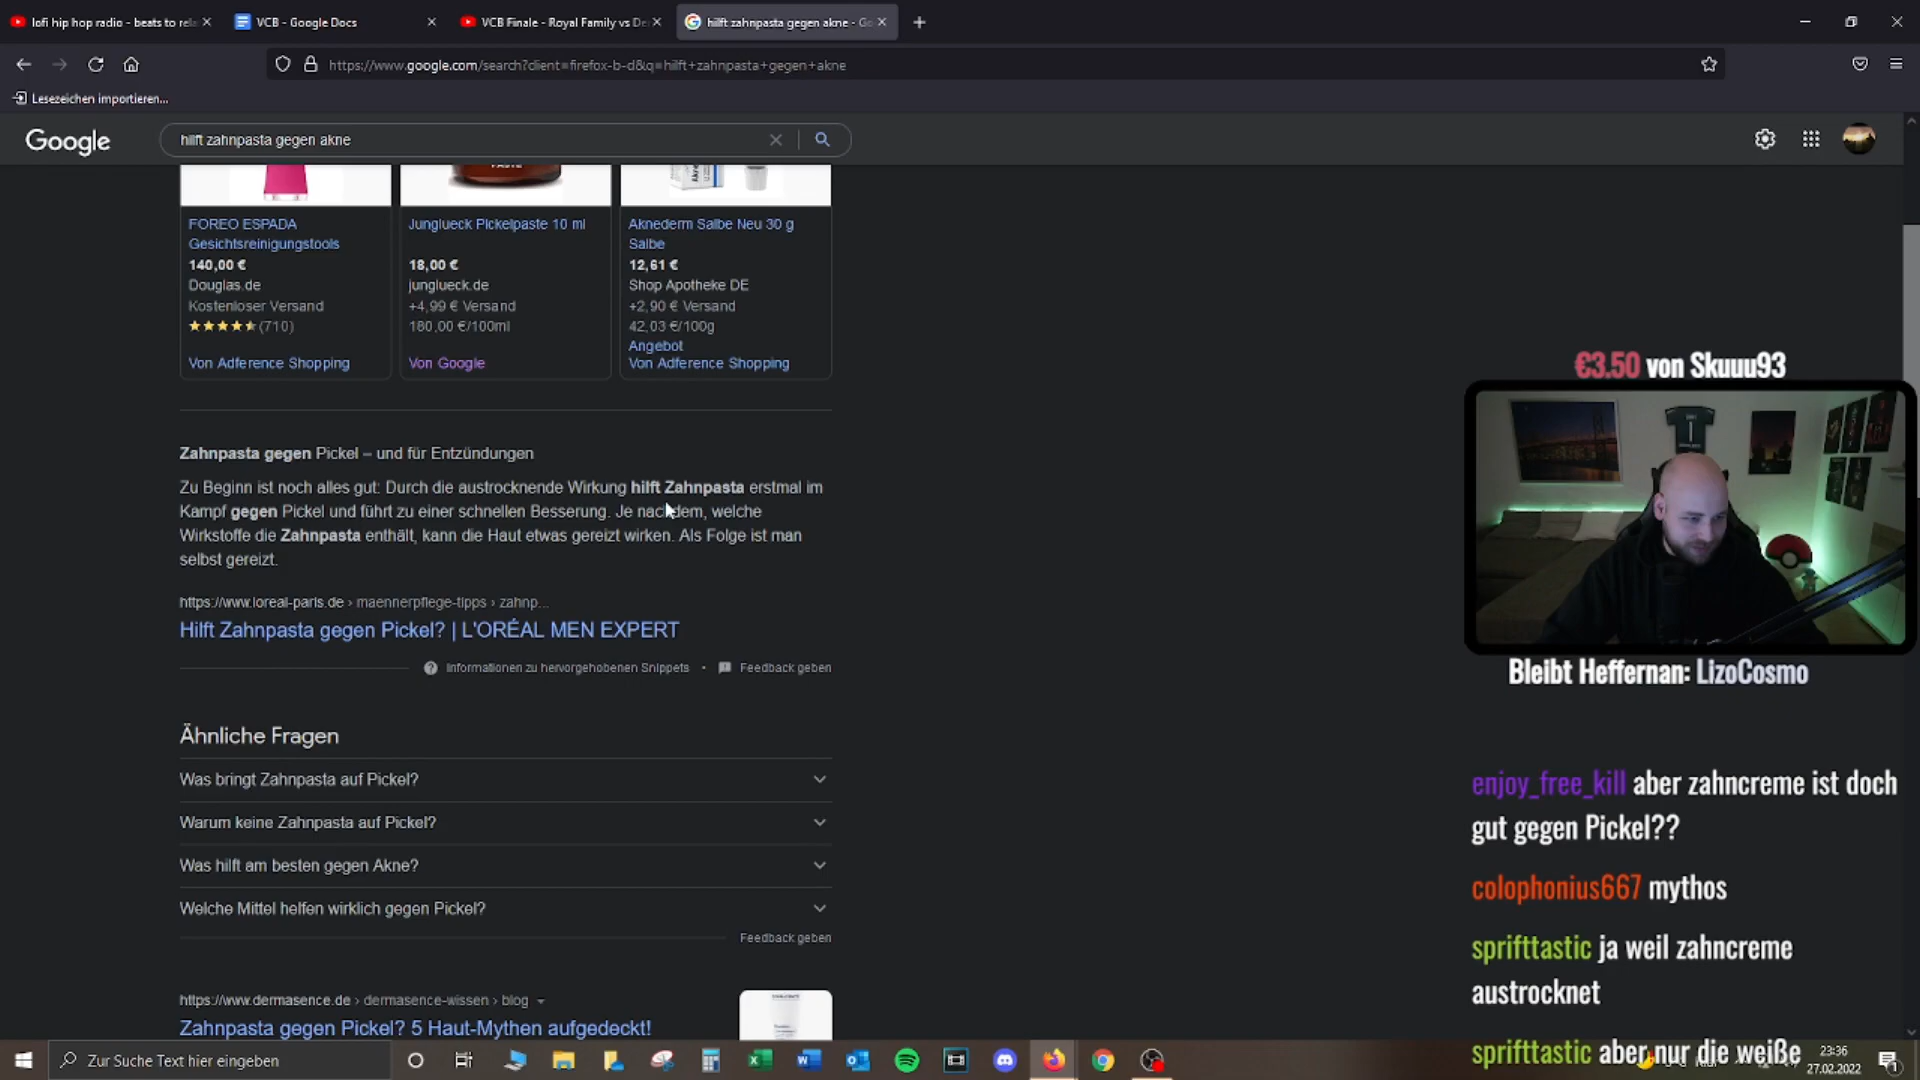 lofi hip hop radio - beats to rel
VCB - Google Docs
VCB Finale - Royal Family vs De
hilft zahnpasta gegen akne - Go
https://www.google.com/search?client=firefox-b-d&q=hilft+zahnpasta+gegen+akne
Lesezeichen importieren...
Google
hilft zahnpasta gegen akne
PASTE
FOREO ESPADA
Gesichtsreinigungstools
140,00 €
Douglas.de
Kostenloser Versand
(710)
Von Adference Shopping
Junglueck Pickelpaste 10 ml
18,00 €
junglueck.de
+4,99 € Versand
180,00 €/100ml
Von Google
Aknederm Salbe Neu 30 g
Salbe
12,61 €
Shop Apotheke DE
+2,90 € Versand
42,03 €/100g
Angebot
Von Adference Shopping
Zahnpasta gegen Pickel – und für Entzündungen
Zu Beginn ist noch alles gut: Durch die austrocknende Wirkung hilft Zahnpasta erstmal im
Kampf gegen Pickel und führt zu einer schnellen Besserung. Je nachdem, welche
Wirkstoffe die Zahnpasta enthält, kann die Haut etwas gereizt wirken. Als Folge ist man
selbst gereizt.
https://www.loreal-paris.de › maennerpflege-tipps › zahnp...
Hilft Zahnpasta gegen Pickel? | L'ORÉAL MEN EXPERT
Informationen zu hervorgehobenen Snippets • Feedback geben
Ähnliche Fragen
Was bringt Zahnpasta auf Pickel?
Warum keine Zahnpasta auf Pickel?
Was hilft am besten gegen Akne?
Welche Mittel helfen wirklich gegen Pickel?
Feedback geben
https://www.dermasence.de › dermasence-wissen › blog
Zahnpasta gegen Pickel? 5 Haut-Mythen aufgedeckt!
€3.50 von Skuuu93
Bleibt Heffernan: LizoCosmo
enjoy_free_kill aber zahncreme ist doch
gut gegen Pickel??
colophonius667 mythos
sprifttastic ja weil zahncreme
austrocknet
sprifttastic aber nur die weiße
Zur Suche Text hier eingeben
23:36
27.02.2022
1